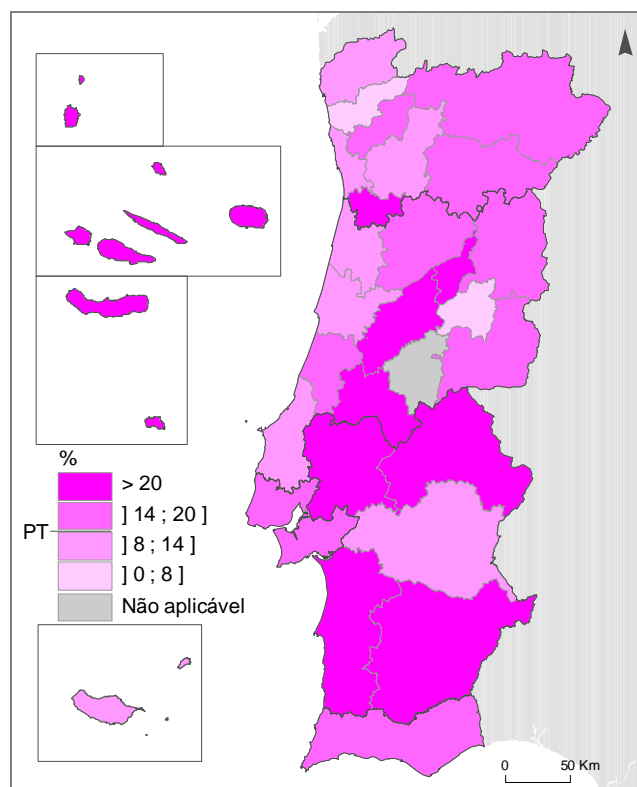 %
> 20
] 14 ; 20 ]
PT
] 8 ; 14 ]
] 0 ; 8 ]
Não aplicável
0 50 Km